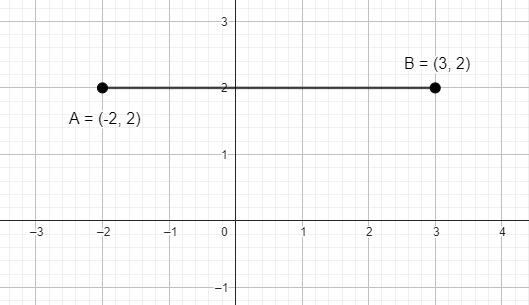 3
B = (3, 2)
2
A = (-2, 2)
1
–3 –2 –1 0 1 2 3 4
–1